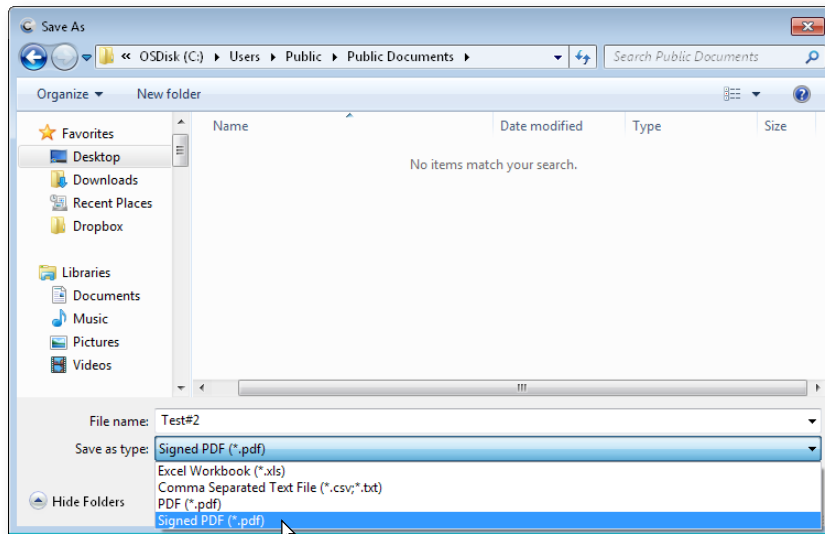 Save As
« OSDisk (C:) ▸ Users ▸ Public ▸ Public Documents ▸
Search Public Documents
Organize ▾ New folder
Name Date modified Type Size
No items match your search.
Favorites
Desktop
Downloads
Recent Places
Dropbox
Libraries
Documents
Music
Pictures
Videos
File name: Test#2
Save as type: Signed PDF (*.pdf)
Excel Workbook (*.xls)
Comma Separated Text File (*.csv;*.txt)
PDF (*.pdf)
Signed PDF (*.pdf)
Hide Folders